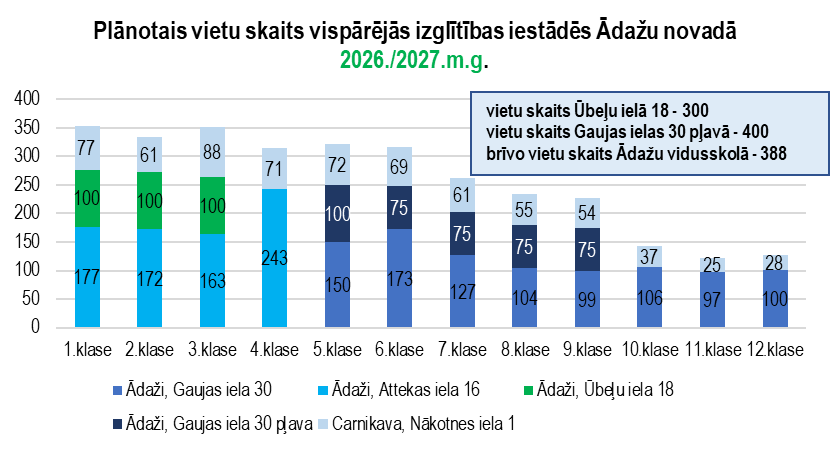 Plānotais vietu skaits vispārējās izglītības iestādēs Ādažu novadā
2026./2027.m.g.
vietu skaits Ūbeļu ielā 18 - 300
vietu skaits Gaujas ielas 30 pļavā - 400
brīvo vietu skaits Ādažu vidusskolā - 388
400
350
300
250
200
150
100
50
0
77 61 88 71 72 69 61 55 54 37 25 28
100 100 100 100 75 75 75 75
177 172 163 243 150 173 127 104 99 106 97 100
1.klase 2.klase 3.klase 4.klase 5.klase 6.klase 7.klase 8.klase 9.klase 10.klase 11.klase 12.klase
Ādaži, Gaujas iela 30 Ādaži, Attekas iela 16 Ādaži, Ūbeļu iela 18
Ādaži, Gaujas iela 30 pļava Carnikava, Nākotnes iela 1